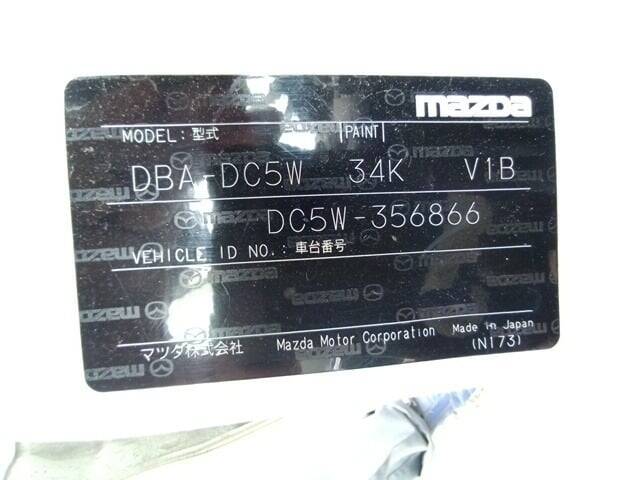 mazda
MODEL: 型式 PAINT
DBA-DC5W 34K V1B
DC5W-356866
VEHICLE ID NO.: 車台番号
マツダ株式会社 Mazda Motor Corporation Made in Japan
(N173)